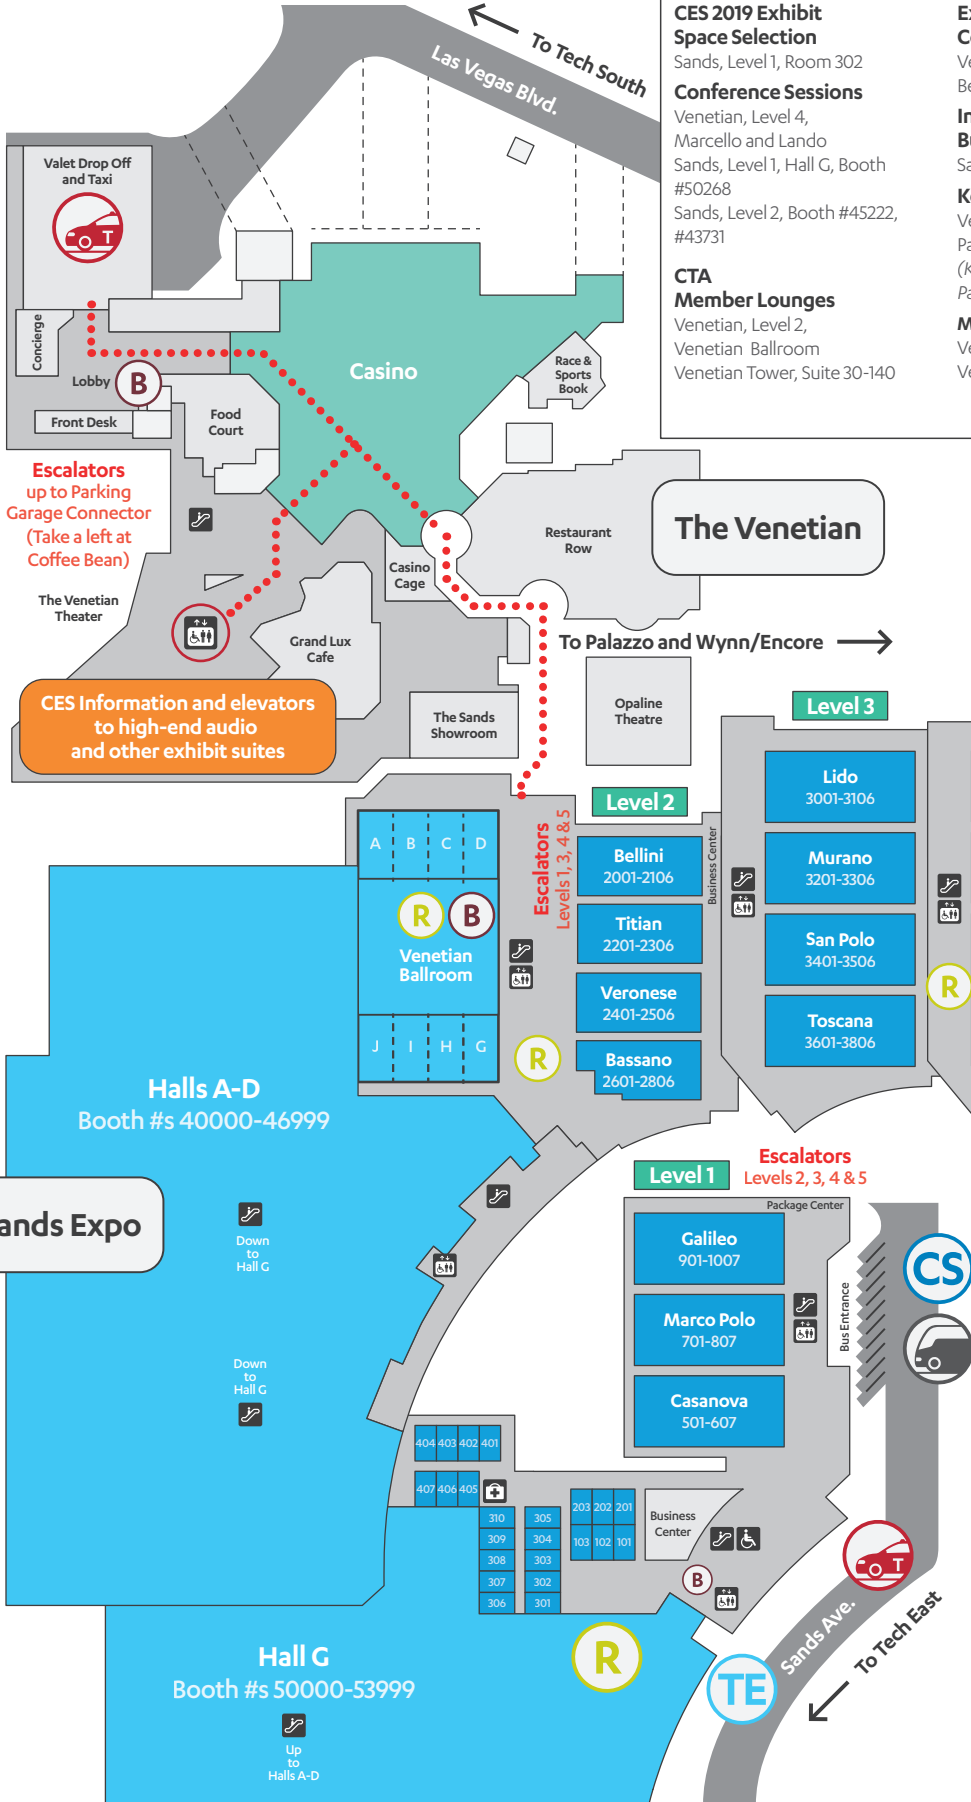 CES 2019 Exhibit
Space Selection
Sands, Level 1, Room 302
Conference Sessions
Venetian, Level 4,
Marcello and Lando
Sands, Level 1, Hall G, Booth
#50268
Sands, Level 2, Booth #45222,
#43731
CTA
Member Lounges
Venetian, Level 2,
Venetian Ballroom
Venetian Tower, Suite 30-140
To Tech South
Las Vegas Blvd.
Valet Drop Off
and Taxi
T
Concierge
Lobby
B
Front Desk
Food
Court
Casino
Race &
Sports
Book
Escalators
up to Parking
Garage Connector
(Take a left at
Coffee Bean)
The Venetian
Restaurant
Row
Casino
Cage
The Venetian
Theater
Grand Lux
Cafe
To Palazzo and Wynn/Encore
CES Information and elevators
to high-end audio
and other exhibit suites
The Sands
Showroom
Opaline
Theatre
Level 3
Lido
3001-3106
Murano
3201-3306
San Polo
3401-3506
Toscana
3601-3806
R
Level 2
Escalators
Levels 1, 3, 4 & 5
Business Center
Bellini
2001-2106
Titian
2201-2306
Veronese
2401-2506
Bassano
2601-2806
A B C D
R B
Venetian
Ballroom
J I H G
R
Halls A-D
Booth #s 40000-46999
ands Expo
Down
to
Hall G
Down
to
Hall G
Level 1
Escalators
Levels 2, 3, 4 & 5
Package Center
Galileo
901-1007
Marco Polo
701-807
Casanova
501-607
Bus Entrance
CS
404 403 402 401
407 406 405
310 305
309 304
308 303
307 302
306 301
203 202 201
103 102 101
Business
Center
B
T
Sands Ave.
To Tech East
TE
R
Hall G
Booth #s 50000-53999
Up
to
Halls A-D